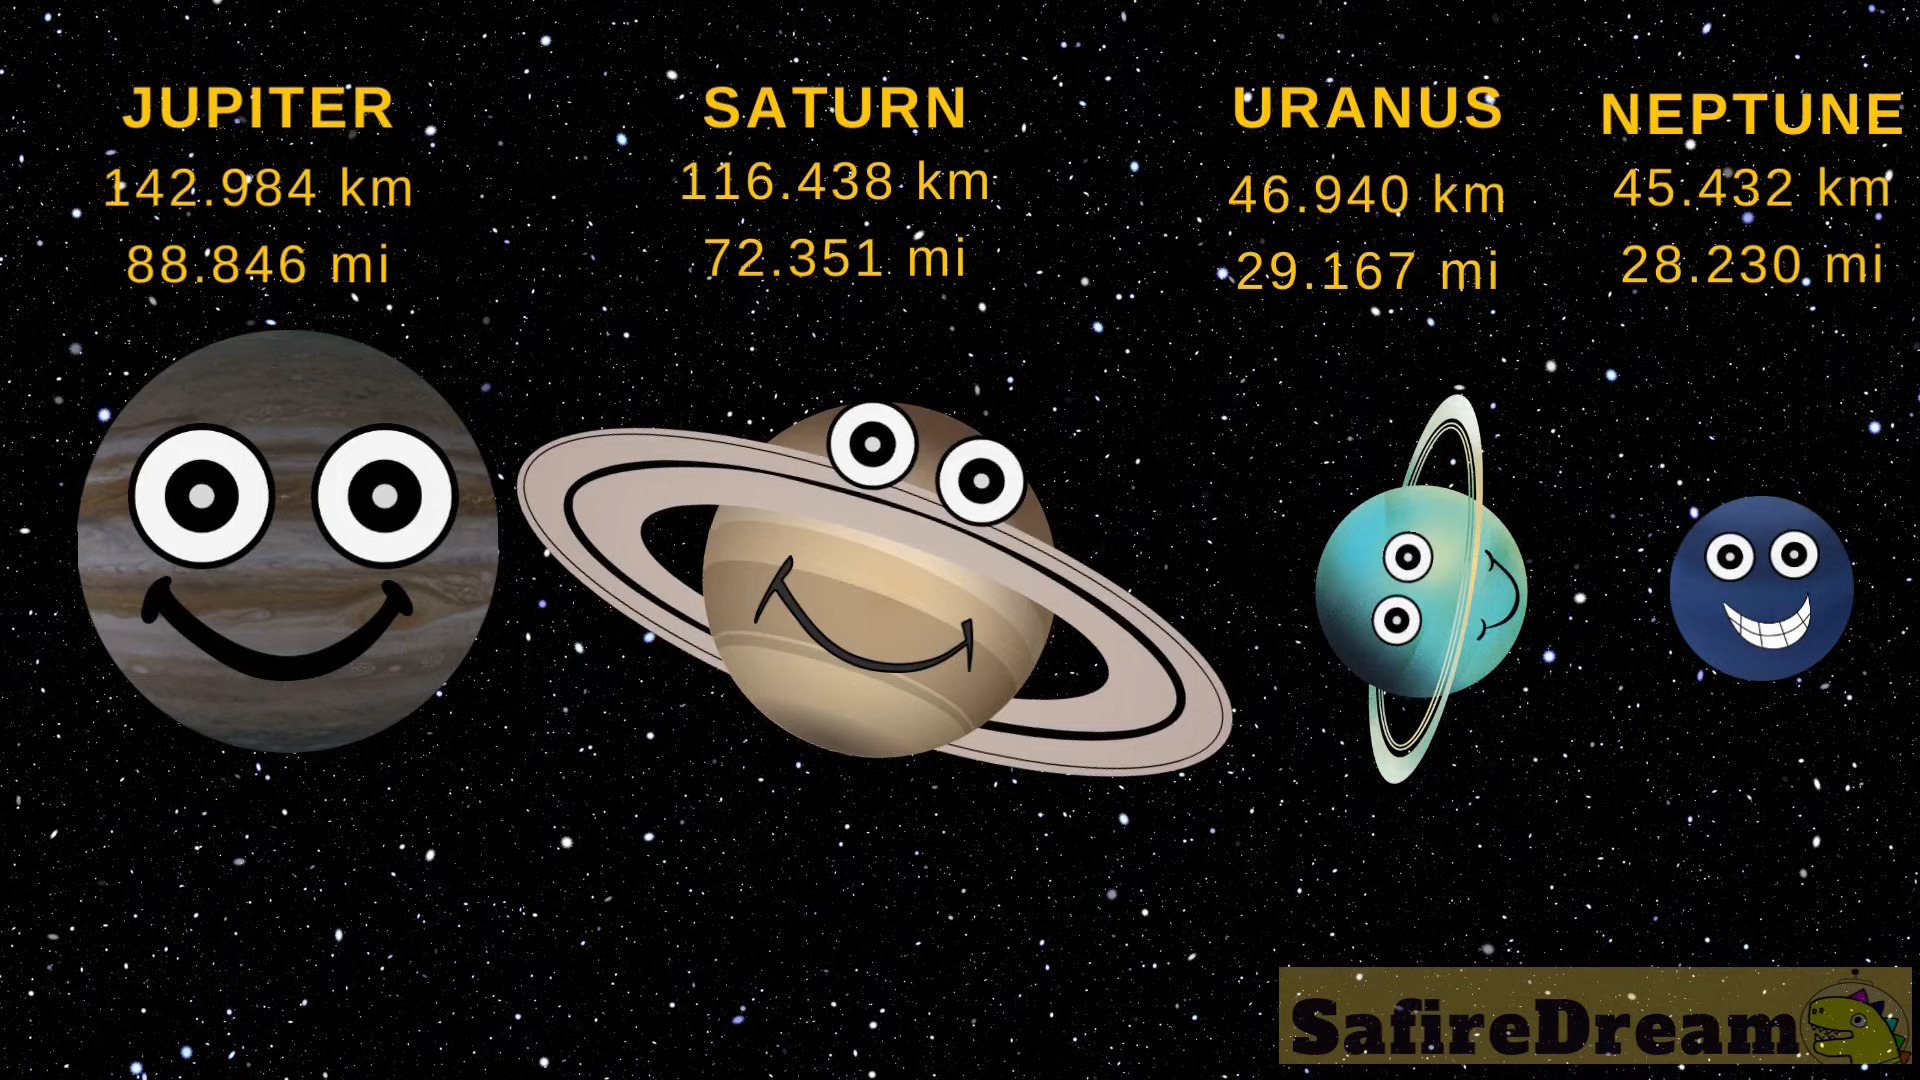 JUPITER
142.984 km
88.846 mi
SATURN
116.438 km
72.351 mi
URANUS
46.940 km
29.167 mi
NEPTUNE
45.432 km
28.230 mi
SafireDream